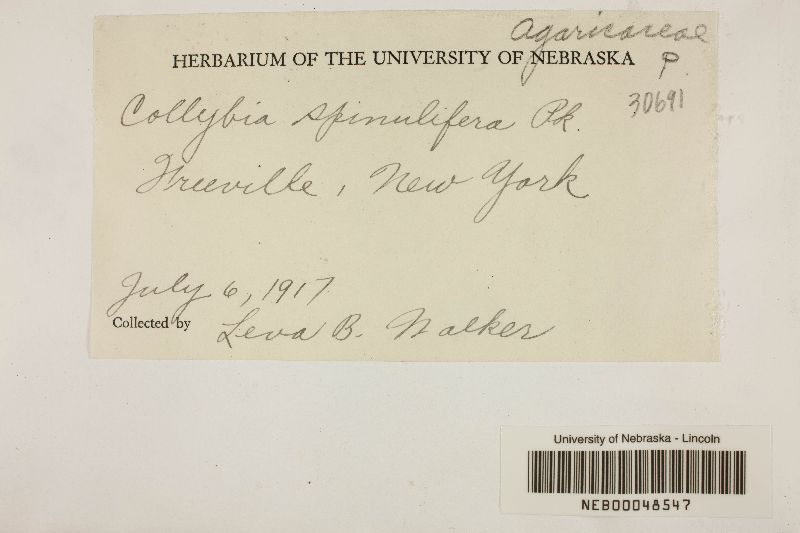 Agaricaceae
HERBARIUM OF THE UNIVERSITY OF NEBRASKA
P.
30691
Collybia spinulifera Pk.
Freeville, New York
July 6, 1917
Collected by Leva B. Walker
University of Nebraska - Lincoln
NEB00048547